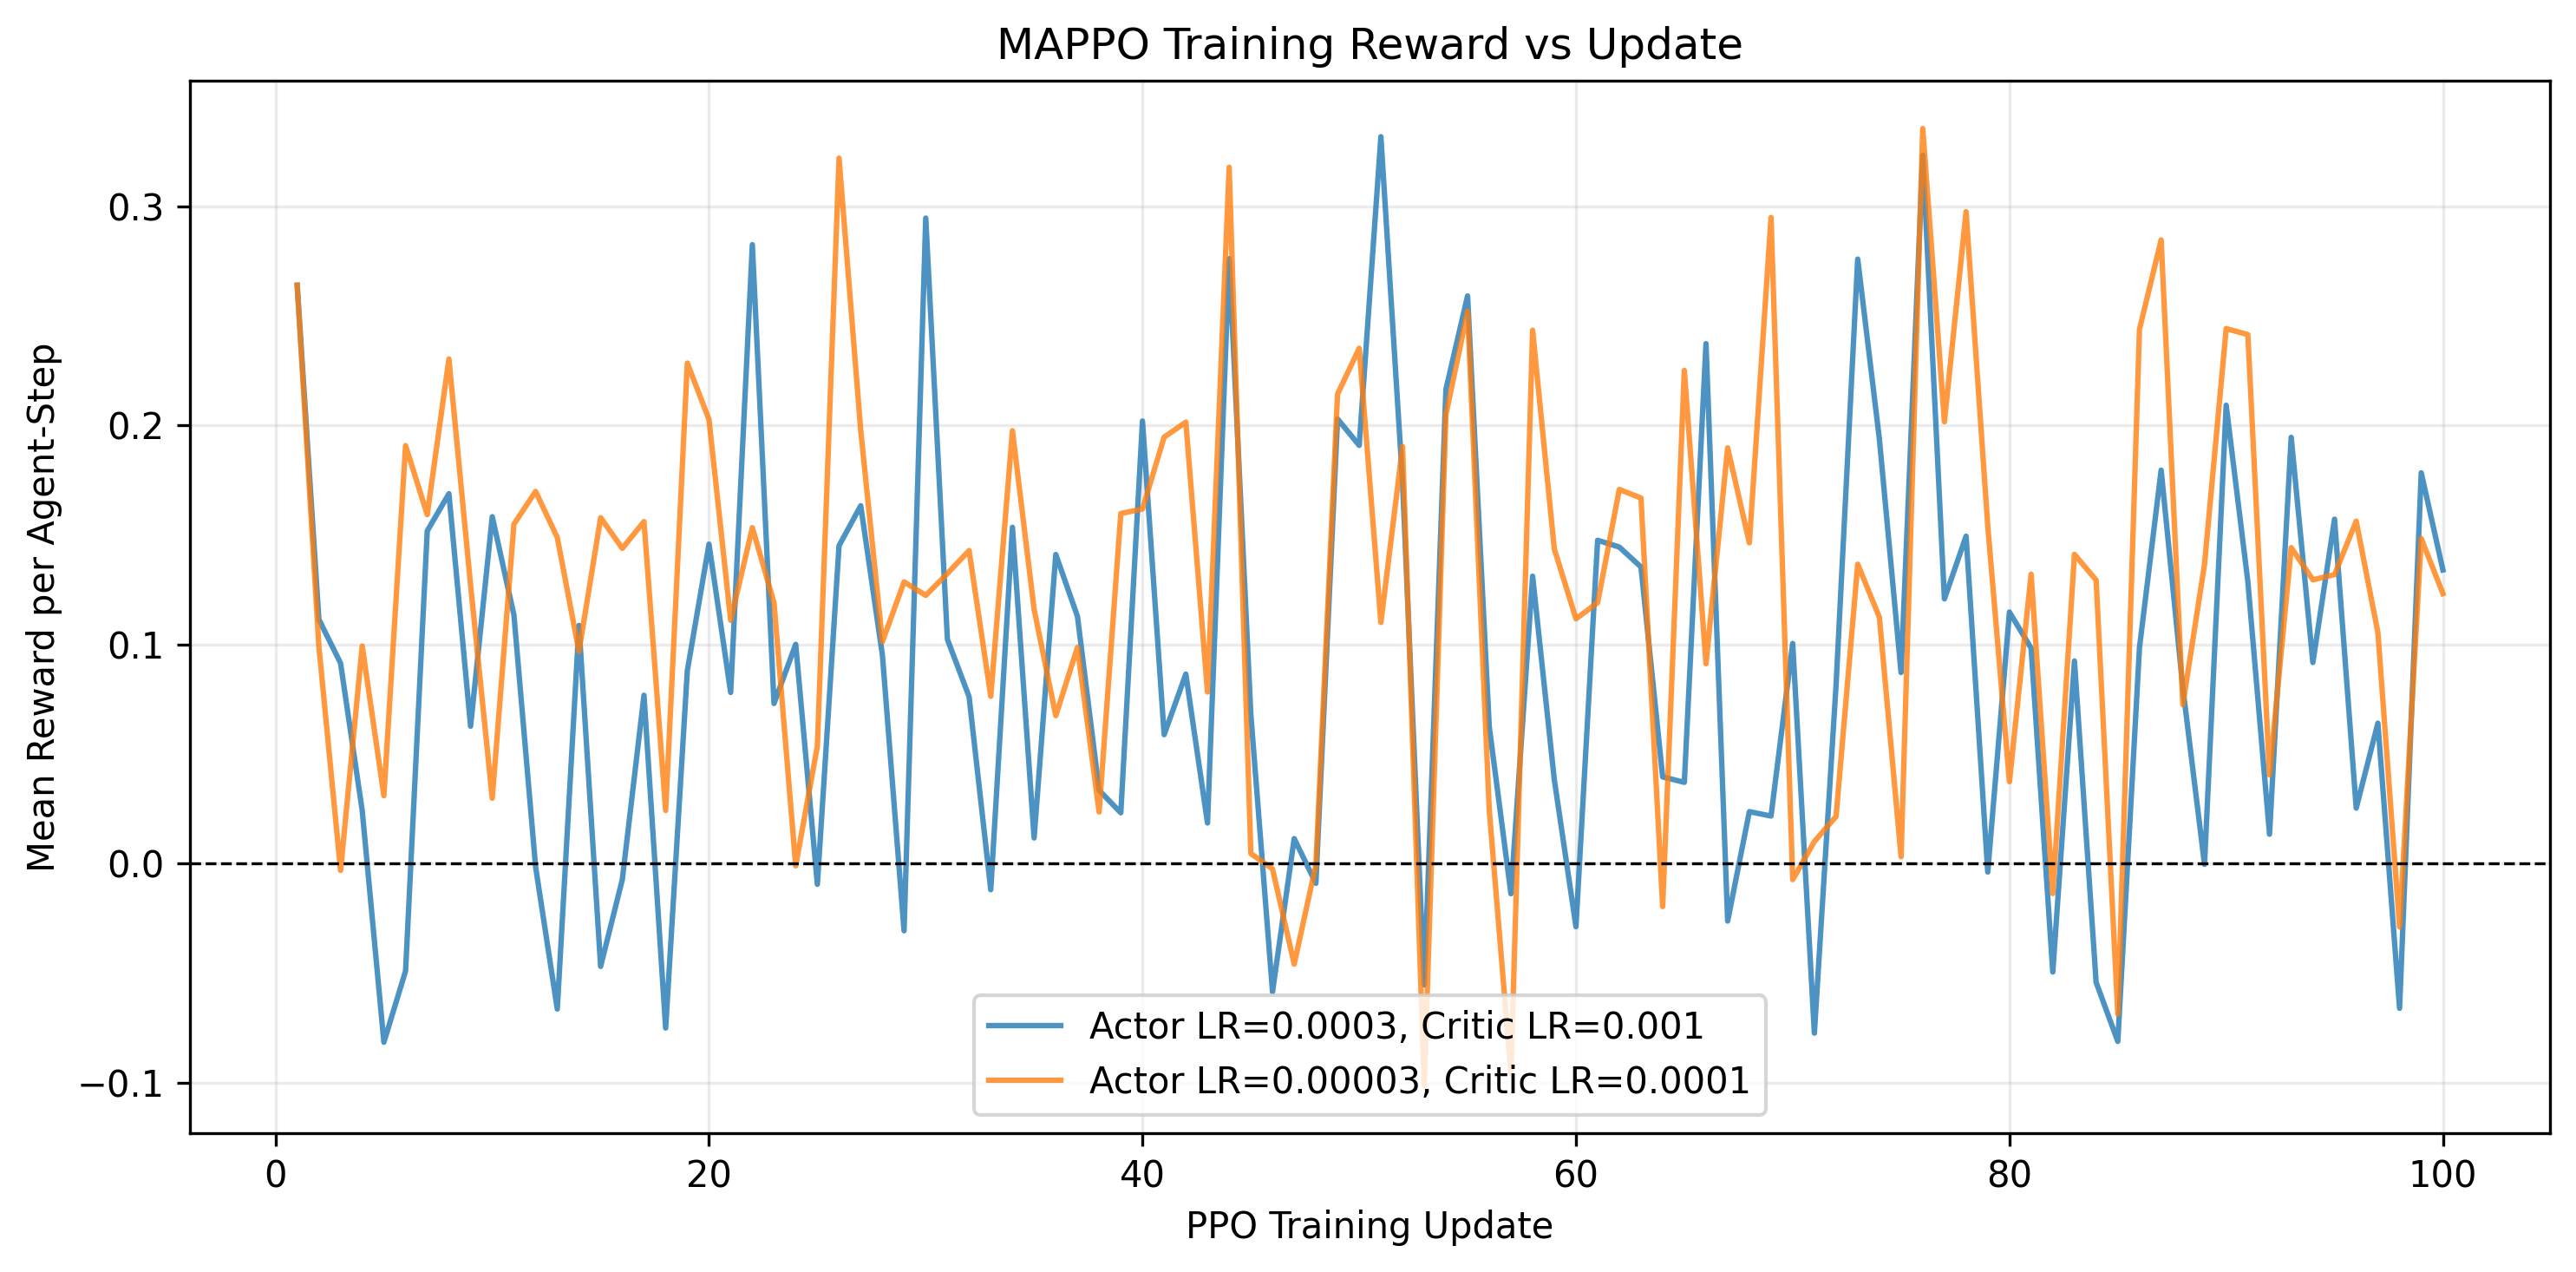 MAPPO Training Reward vs Update
Mean Reward per Agent-Step
0.3
0.2
0.1
0.0
−0.1
Actor LR=0.0003, Critic LR=0.001
Actor LR=0.00003, Critic LR=0.0001
0 20 40 60 80 100
PPO Training Update